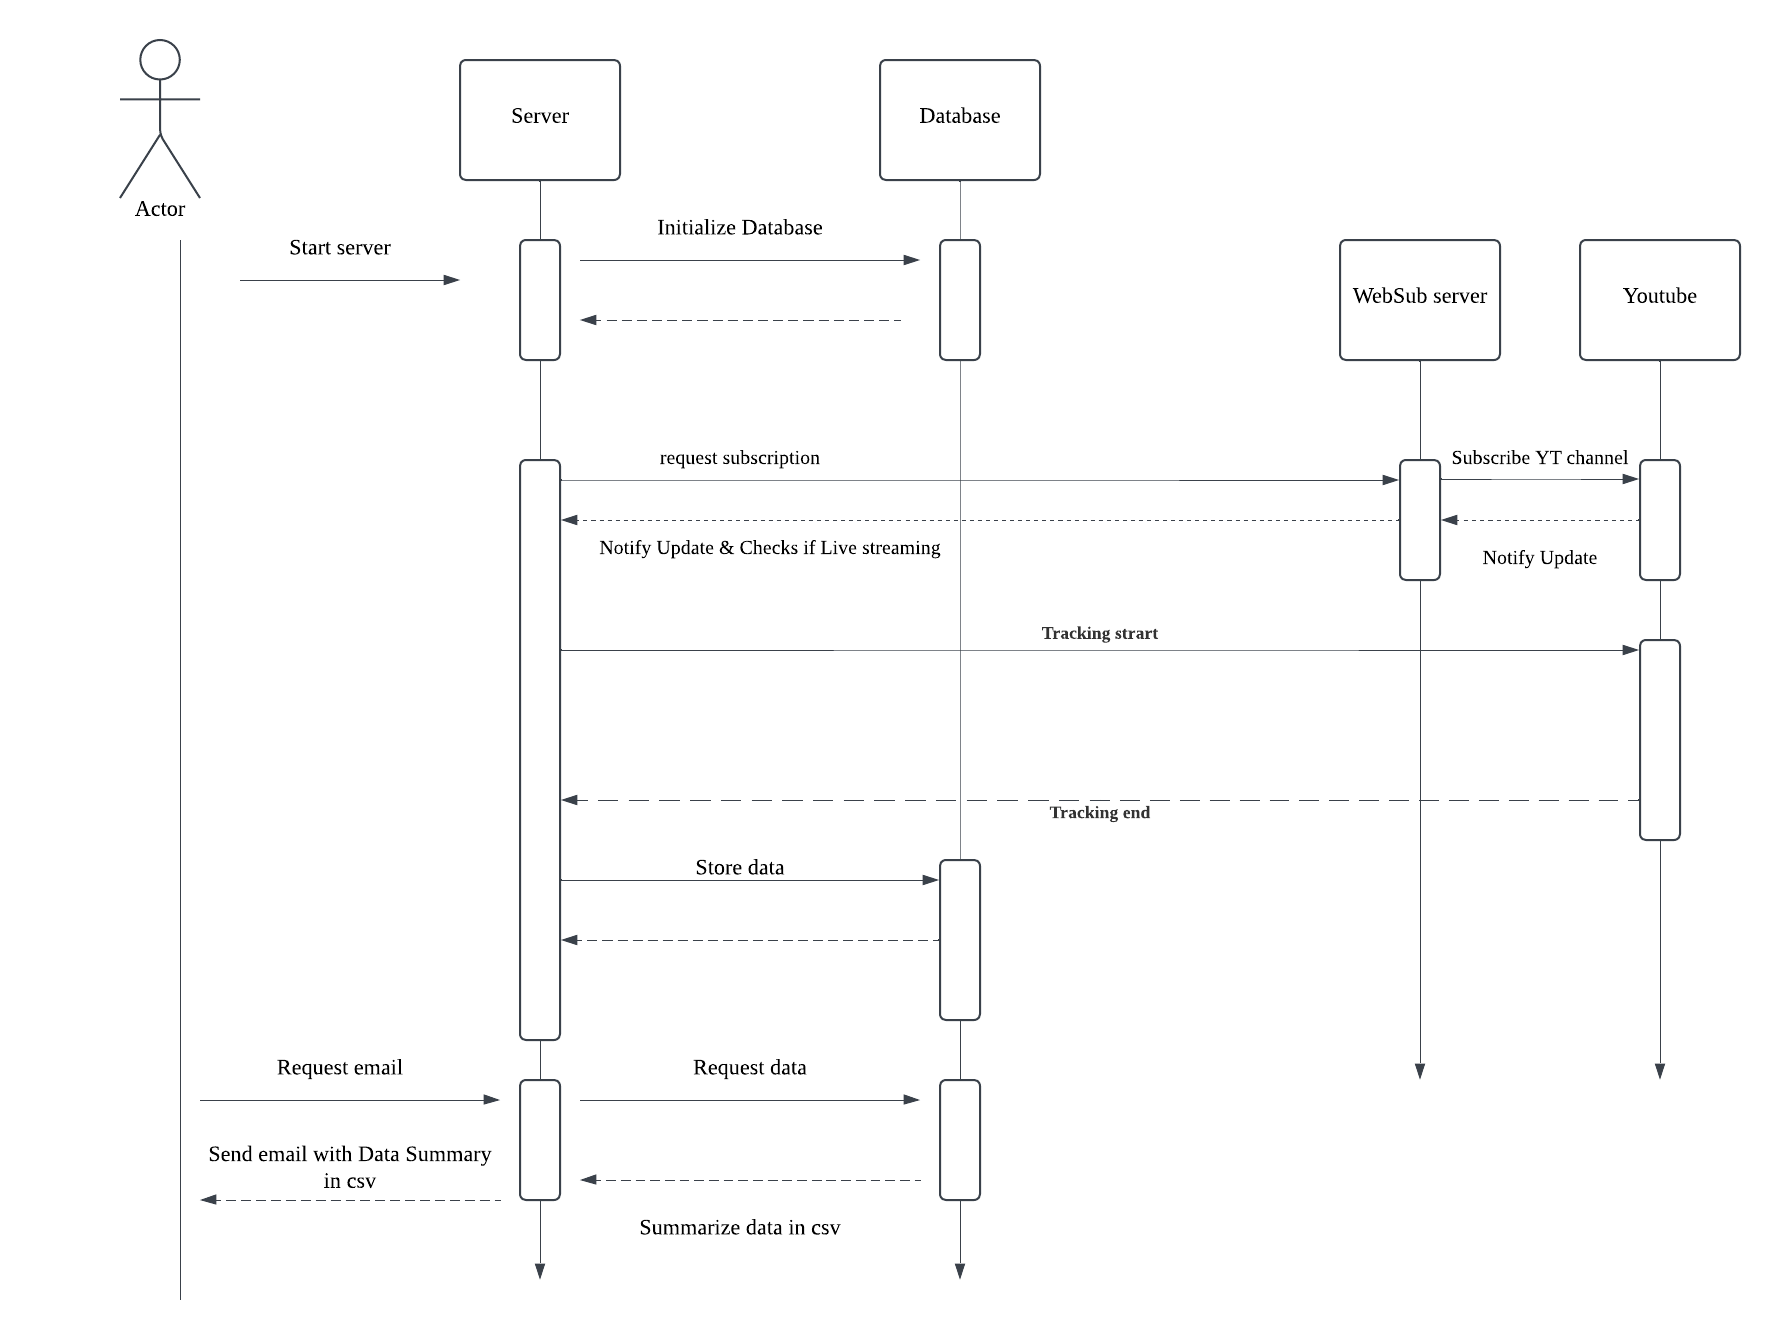 Server
Database
Actor
Start server
Initialize Database
WebSub server
Youtube
request subscription
Subscribe YT channel
Notify Update & Checks if Live streaming
Notify Update
Tracking strart
Tracking end
Store data
Request email
Request data
Send email with Data Summary
in csv
Summarize data in csv